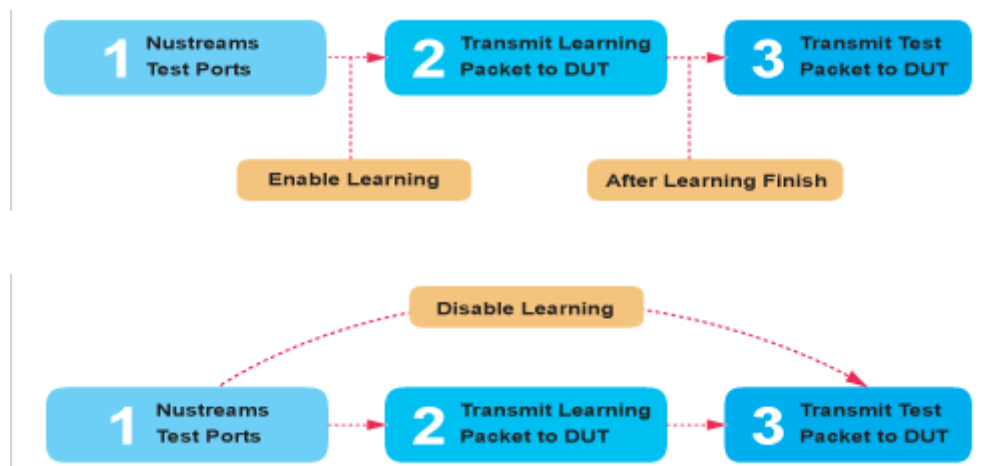 1 Nustreams
Test Ports
2 Transmit Learning
Packet to DUT
3 Transmit Test
Packet to DUT
Enable Learning
After Learning Finish
Disable Learning
1 Nustreams
Test Ports
2 Transmit Learning
Packet to DUT
3 Transmit Test
Packet to DUT